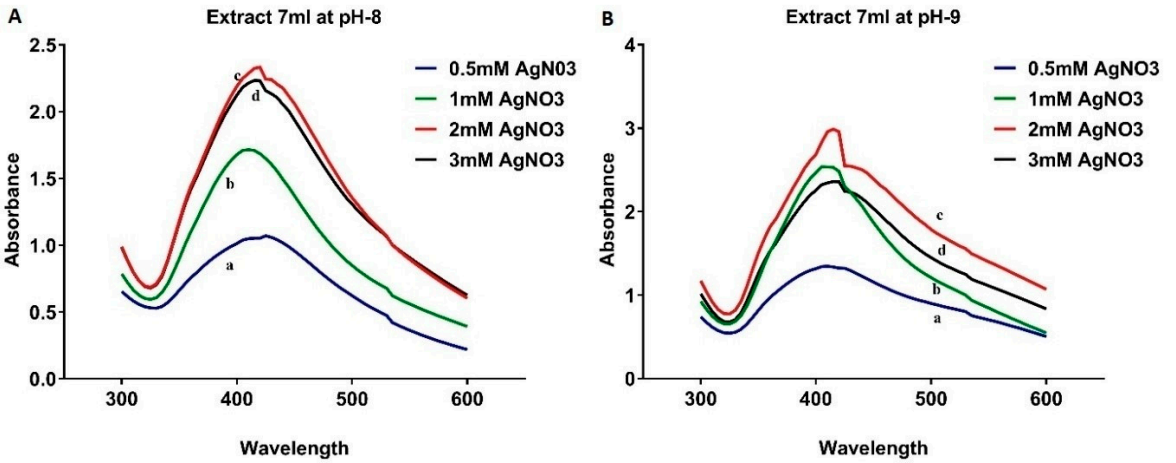 A
Extract 7ml at pH-8
2.5
2.0
1.5
1.0
0.5
0.0
Absorbance
300
400
500
600
Wavelength
c
d
b
a
0.5mM AgN03
1mM AgNO3
2mM AgNO3
3mM AgNO3
B
Extract 7ml at pH-9
4
3
2
1
0
Absorbance
300
400
500
600
Wavelength
c
d
b
a
0.5mM AgNO3
1mM AgNO3
2mM AgNO3
3mM AgNO3